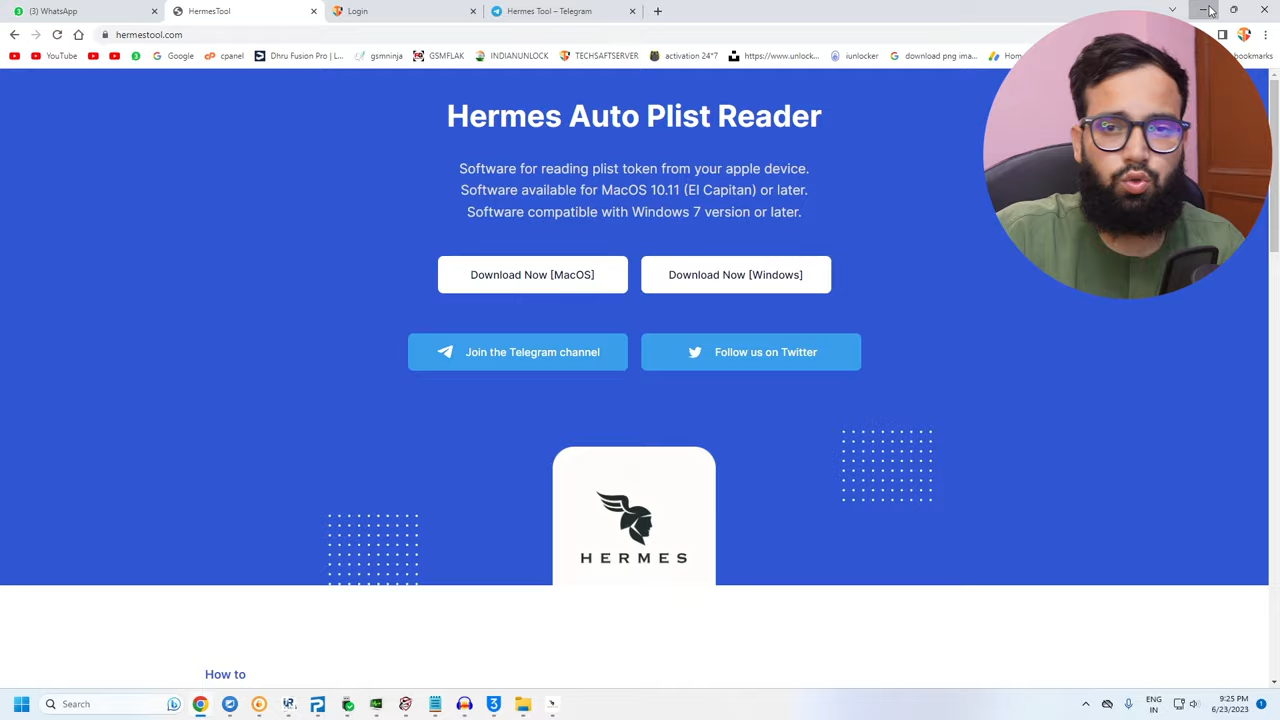 WhatsApp
HermesTool
Login
Hermes Tool – Telegram
hermestool.com
YouTube
Google
cpanel
Dhru Fusion Pro | L...
gsmninja
GSMFLAK
INDIANUNLOCK
TECHSAFTSERVER
activation 24*7
https://www.unlock...
iunlocker
download png ima...
bookmarks
Hermes Auto Plist Reader
Software for reading plist token from your apple device.
Software available for MacOS 10.11 (El Capitan) or later.
Software compatible with Windows 7 version or later.
Download Now [MacOS]
Download Now [Windows]
Join the Telegram channel
Follow us on Twitter
HERMES
How to
Search
ENG
IN
9:25 PM
6/23/2023